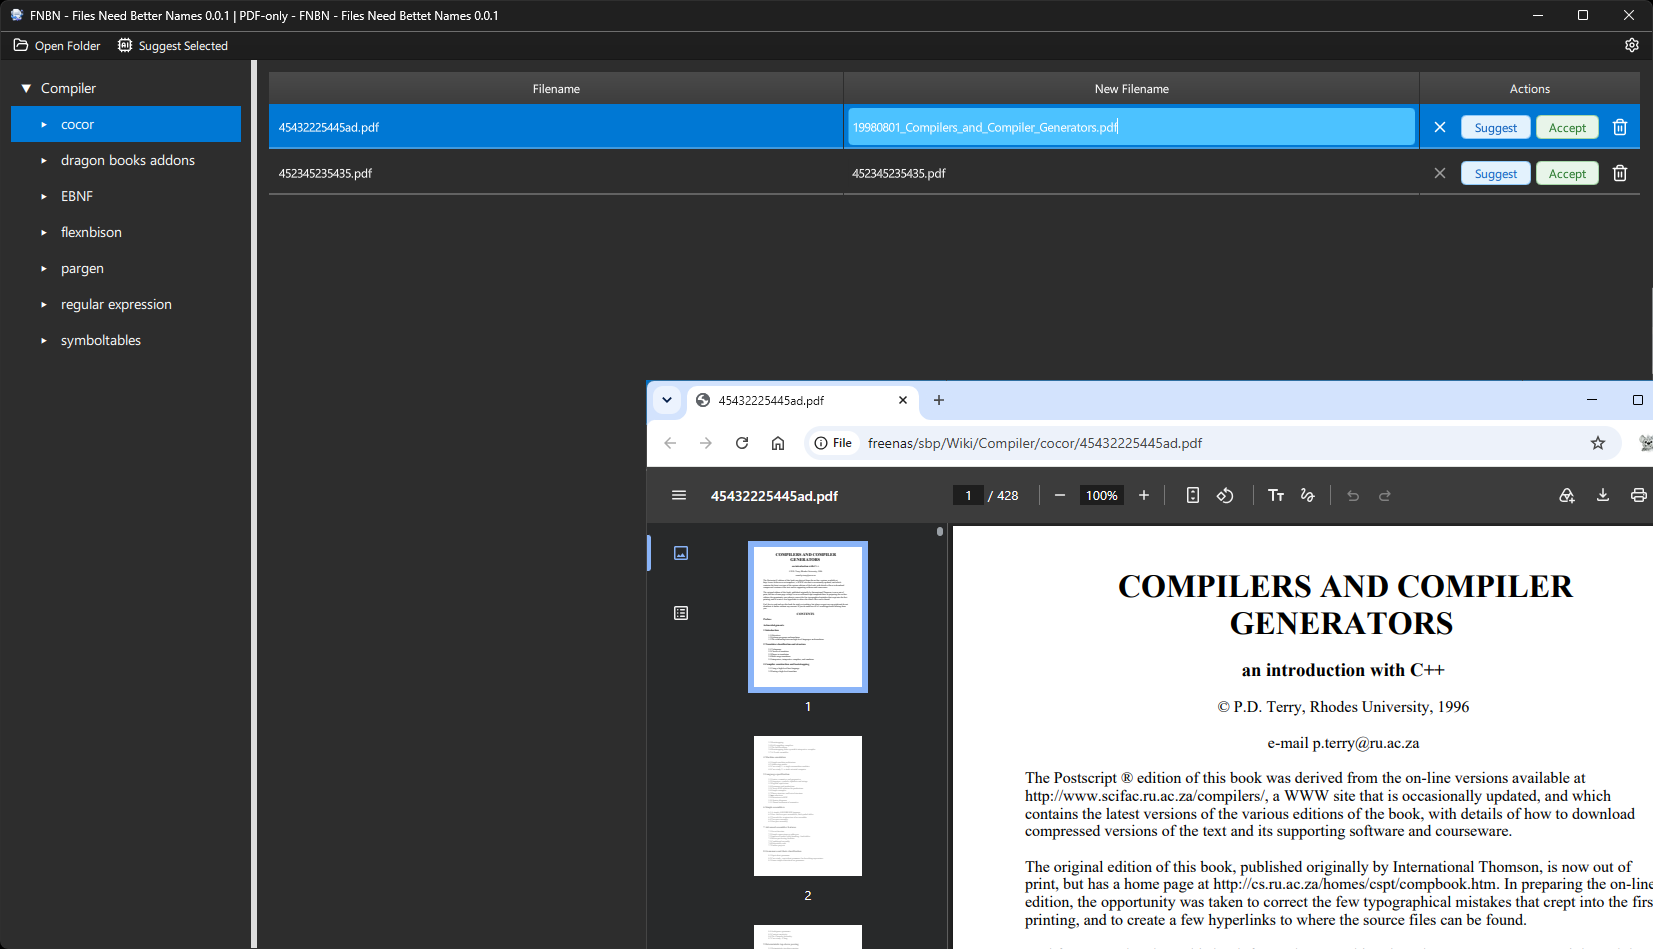 FNBN - Files Need Better Names 0.0.1 | PDF-only - FNBN - Files Need Bettet Names 0.0.1
Open Folder
Suggest Selected
Compiler
cocor
dragon books addons
EBNF
flexnbison
pargen
regular expression
symboltables
Filename
New Filename
Actions
45432225445ad.pdf
19980801_Compilers_and_Compiler_Generators.pdf
Suggest
Accept
452345235435.pdf
452345235435.pdf
Suggest
Accept
45432225445ad.pdf
File
freenas/sbp/Wiki/Compiler/cocor/45432225445ad.pdf
45432225445ad.pdf
1 / 428
100%
COMPILERS AND COMPILER
GENERATORS
1
2
COMPILERS AND COMPILER
GENERATORS
an introduction with C++
© P.D. Terry, Rhodes University, 1996
e-mail p.terry@ru.ac.za
The Postscript ® edition of this book was derived from the on-line versions available at
http://www.scifac.ru.ac.za/compilers/, a WWW site that is occasionally updated, and which
contains the latest versions of the various editions of the book, with details of how to download
compressed versions of the text and its supporting software and courseware.
The original edition of this book, published originally by International Thomson, is now out of
print, but has a home page at http://cs.ru.ac.za/homes/cspt/compbook.htm. In preparing the on-line
edition, the opportunity was taken to correct the few typographical mistakes that crept into the firs
printing, and to create a few hyperlinks to where the source files can be found.